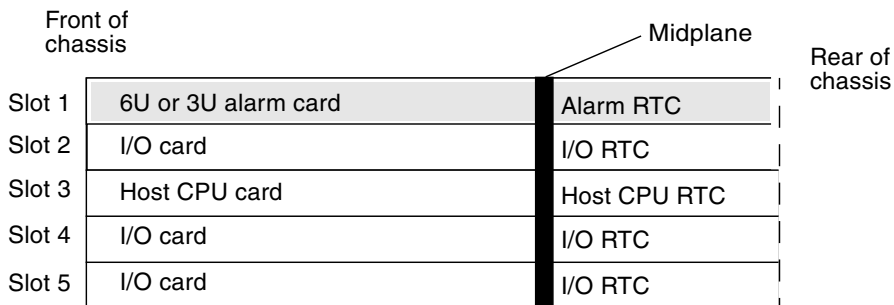 Front of
chassis
Midplane
Rear of
chassis
Slot 1 6U or 3U alarm card Alarm RTC
Slot 2 I/O card I/O RTC
Slot 3 Host CPU card Host CPU RTC
Slot 4 I/O card I/O RTC
Slot 5 I/O card I/O RTC